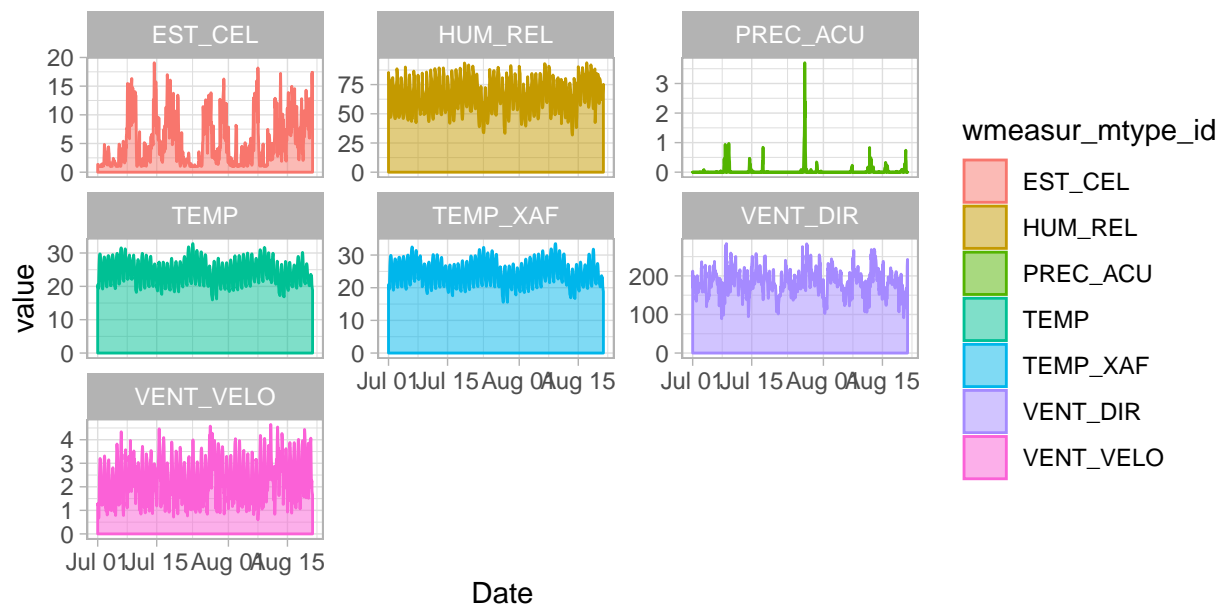 EST_CEL HUM_REL PREC_ACU
20
15
10
5
0
75
50
25
0
3
2
1
0
TEMP TEMP_XAF VENT_DIR
30
20
10
0
30
20
10
0
200
100
0
Jul 01 Jul 15 Aug 01 Aug 15
Jul 01 Jul 15 Aug 01 Aug 15
VENT_VELO
4
3
2
1
0
Jul 01 Jul 15 Aug 01 Aug 15
value
Date
wmeasur_mtype_id
EST_CEL
HUM_REL
PREC_ACU
TEMP
TEMP_XAF
VENT_DIR
VENT_VELO